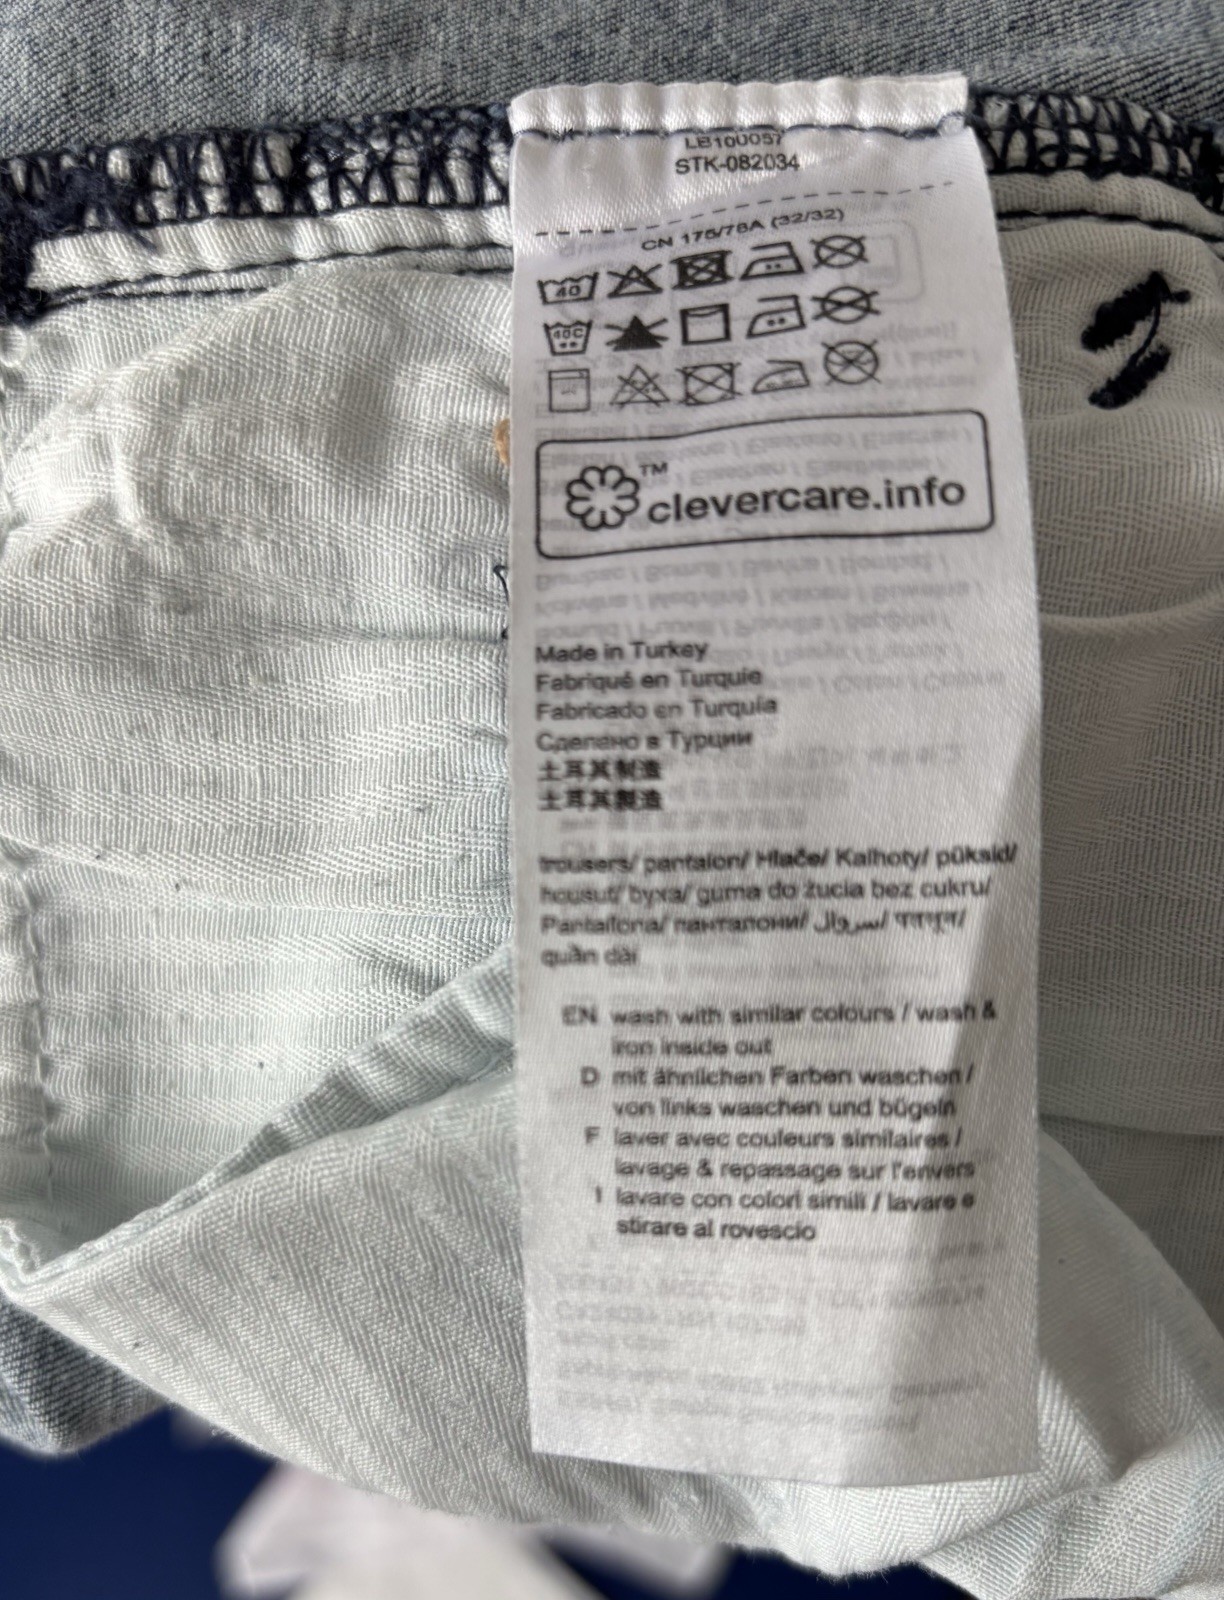 LB100057
STK-082034
CN 175/78A (32/32)
40
40C
TM
clevercare.info
Made in Turkey
Fabriqué en Turquie
Fabricado en Turquía
Сделано в Турции
土耳其制造
土耳其製造
trousers/ pantalon/ Hlače/ Kalhoty/ püksid/
housut/ byxa/ guma do żucia bez cukru/
Pantalona/ панталони/ سروال/ पतलून/
quần dài
EN wash with similar colours / wash &
iron inside out
D mit ähnlichen Farben waschen /
von links waschen und bügeln
F laver avec couleurs similaires /
lavage & repassage sur l'envers
I lavare con colori simili / lavare e
stirare al rovescio